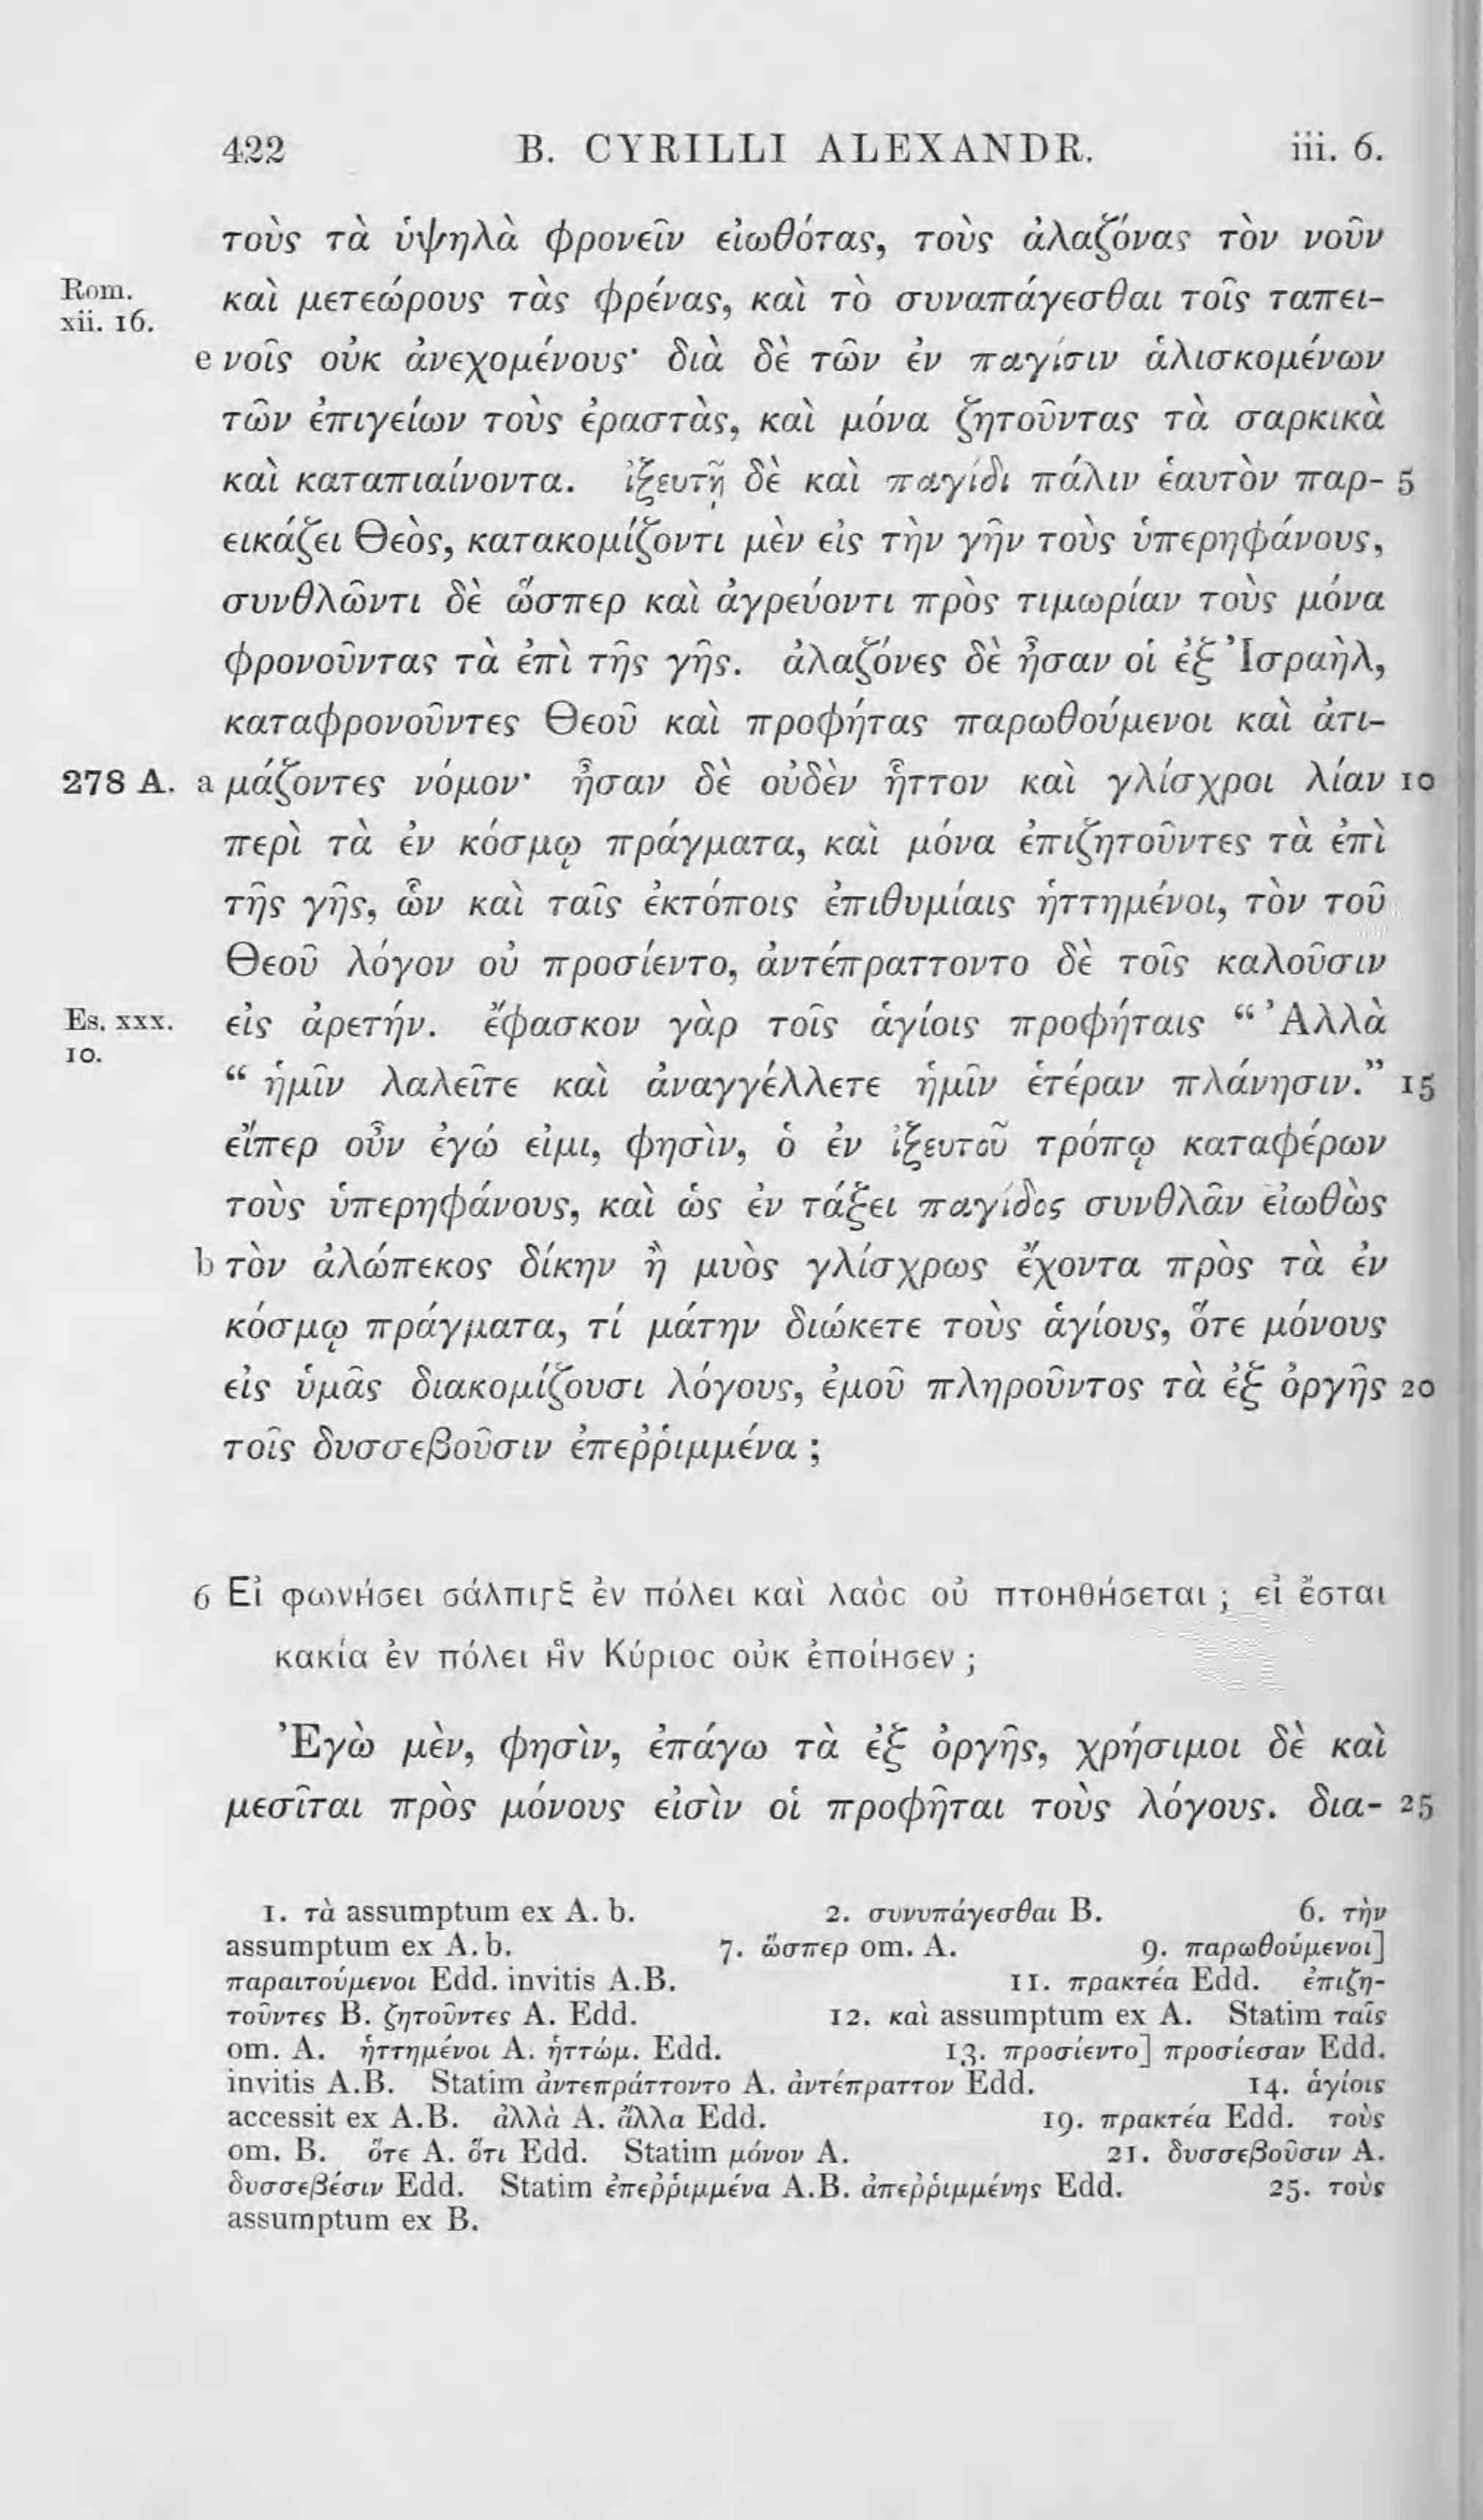 422 B. CYRILLI ALEXANDR. iii. 6.
τοὺς τὰ ὑψηλὰ φρονεῖν εἰωθότας, τοὺς ἀλαζόνας τὸν νοῦν
Rom. xii. 16. καὶ μετεώρους τὰς φρένας, καὶ τὸ συναπάγεσθαι τοῖς ταπει-
e νοῖς οὐκ ἀνεχομένους· διὰ δὲ τῶν ἐν παγίσιν ἁλισκομένων
τῶν ἐπιγείων τοὺς ἐραστὰς, καὶ μόνα ζητοῦντας τὰ σαρκικὰ
καὶ καταπιαίνοντα. ἰξευτῇ δὲ καὶ παγίδι πάλιν ἑαυτὸν παρ- 5
εικάζει Θεὸς, κατακομίζοντι μὲν εἰς τὴν γῆν τοὺς ὑπερηφάνους,
συνθλῶντι δὲ ὥσπερ καὶ ἀγρεύοντι πρὸς τιμωρίαν τοὺς μόνα
φρονοῦντας τὰ ἐπὶ τῆς γῆς. ἀλαζόνες δὲ ἦσαν οἱ ἐξ Ἰσραὴλ,
καταφρονοῦντες Θεοῦ καὶ προφήτας παρωθούμενοι καὶ ἀτι-
278 A. a μάζοντες νόμον· ἦσαν δὲ οὐδὲν ἧττον καὶ γλίσχροι λίαν 10
περὶ τὰ ἐν κόσμῳ πράγματα, καὶ μόνα ἐπιζητοῦντες τὰ ἐπὶ
τῆς γῆς, ὧν καὶ ταῖς ἐκτόποις ἐπιθυμίαις ἡττημένοι, τὸν τοῦ
Θεοῦ λόγον οὐ προσίεντο, ἀντέπραττοντο δὲ τοῖς καλοῦσιν
Es. xxx. 10. εἰς ἀρετήν. ἔφασκον γὰρ τοῖς ἁγίοις προφήταις “ Ἀλλὰ
“ ἡμῖν λαλεῖτε καὶ ἀναγγέλλετε ἡμῖν ἑτέραν πλάνησιν.” 15
εἴπερ οὖν ἐγώ εἰμι, φησὶν, ὁ ἐν ἰξευτοῦ τρόπῳ καταφέρων
τοὺς ὑπερηφάνους, καὶ ὡς ἐν τάξει παγίδος συνθλᾶν εἰωθὼς
b τὸν ἀλώπεκος δίκην ἢ μυὸς γλίσχρως ἔχοντα πρὸς τὰ ἐν
κόσμῳ πράγματα, τί μάτην διώκετε τοὺς ἁγίους, ὅτε μόνους
εἰς ὑμᾶς διακομίζουσι λόγους, ἐμοῦ πληροῦντος τὰ ἐξ ὀργῆς 20
τοῖς δυσσεβοῦσιν ἐπεῤῥιμμένα ;
6 Εἰ φωνήσει σάλπιγξ ἐν πόλει καὶ λαὸς οὐ πτοηθήσεται ; εἰ ἔσται
κακία ἐν πόλει ἣν Κύριος οὐκ ἐποίησεν ;
Ἐγὼ μὲν, φησὶν, ἐπάγω τὰ ἐξ ὀργῆς, χρήσιμοι δὲ καὶ
μεσῖται πρὸς μόνους εἰσὶν οἱ προφῆται τοὺς λόγους. δια- 25
1. τὰ assumptum ex A. b. 2. συνυπάγεσθαι B. 6. τὴν
assumptum ex A. b. 7. ὥσπερ om. A. 9. παρωθούμενοι]
παραιτούμενοι Edd. invitis A.B. 11. πρακτέα Edd. ἐπιζη-
τοῦντες B. ζητοῦντες A. Edd. 12. καὶ assumptum ex A. Statim ταῖς
om. A. ἡττημένοι A. ἡττώμ. Edd. 13. προσίεντο] προσίεσαν Edd.
invitis A.B. Statim ἀντεπράττοντο A. ἀντέπραττον Edd. 14. ἁγίοις
accessit ex A.B. ἀλλὰ A. ἄλλα Edd. 19. πρακτέα Edd. τοὺς
om. B. ὅτε A. ὅτι Edd. Statim μόνον A. 21. δυσσεβοῦσιν A.
δυσσεβέσιν Edd. Statim ἐπεῤῥιμμένα A.B. ἀπεῤῥιμμένης Edd. 25. τοὺς
assumptum ex B.